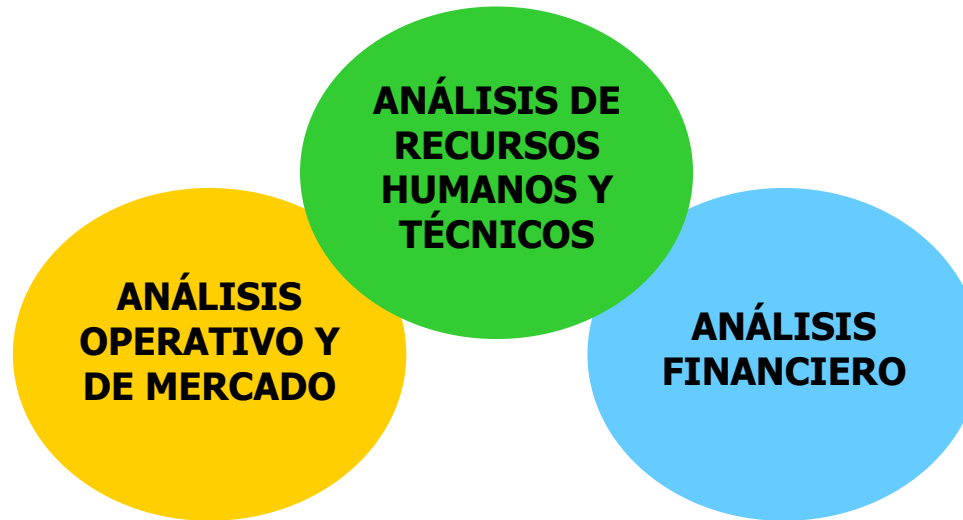 ANÁLISIS DE
RECURSOS
HUMANOS Y
TÉCNICOS
ANÁLISIS
OPERATIVO Y
DE MERCADO
ANÁLISIS
FINANCIERO